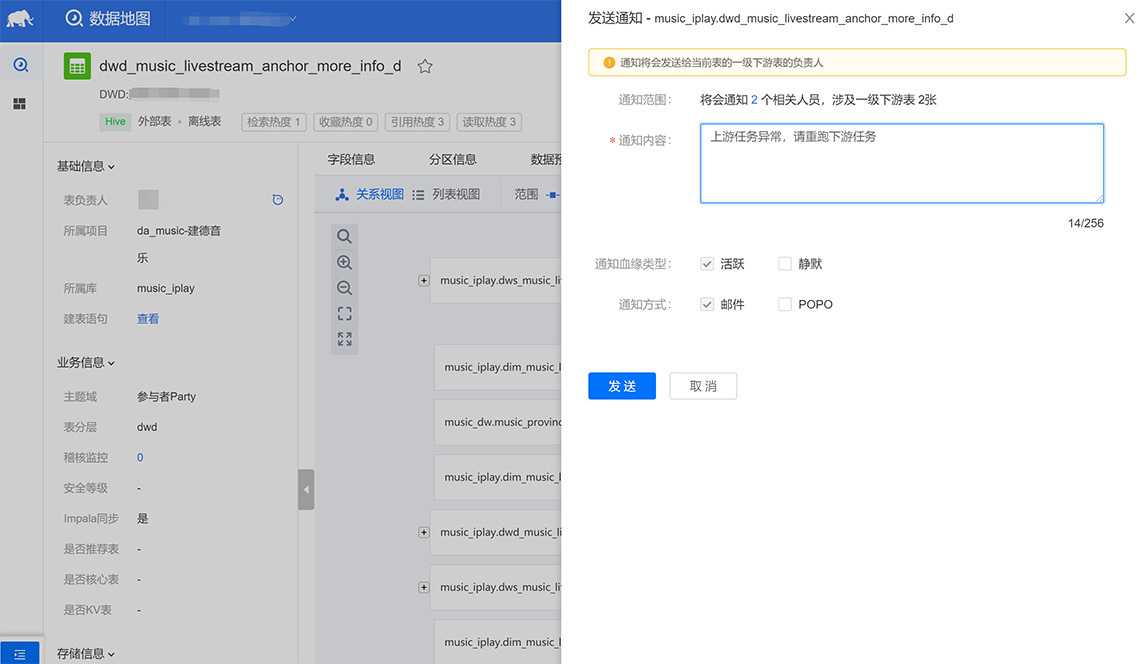 数据地图
dwd_music_livestream_anchor_more_info_d
DWD:
Hive 外部表 离线表 检索热度 1 收藏热度 0 引用热度 3 读取热度 3
基础信息
表负责人
所属项目 da_music-建德音乐
所属库 music_iplay
建表语句 查看
业务信息
主题域 参与者Party
表分层 dwd
稽核监控 0
安全等级 -
Impala同步 是
是否推荐表 -
是否核心表 -
是否KV表 -
存储信息
字段信息 分区信息 数据预
关系视图 列表视图 范围
music_iplay.dws_music_li
music_iplay.dim_music_l
music_dw.music_provinc
music_iplay.dim_music_l
music_iplay.dwd_music_li
music_iplay.dws_music_li
music_iplay.dim_music_l
发送通知 - music_iplay.dwd_music_livestream_anchor_more_info_d
通知将会发送给当前表的一级下游表的负责人
通知范围： 将会通知 2 个相关人员，涉及一级下游表 2张
* 通知内容： 上游任务异常，请重跑下游任务
14/256
通知血缘类型： 活跃 静默
通知方式： 邮件 POPO
发送 取消